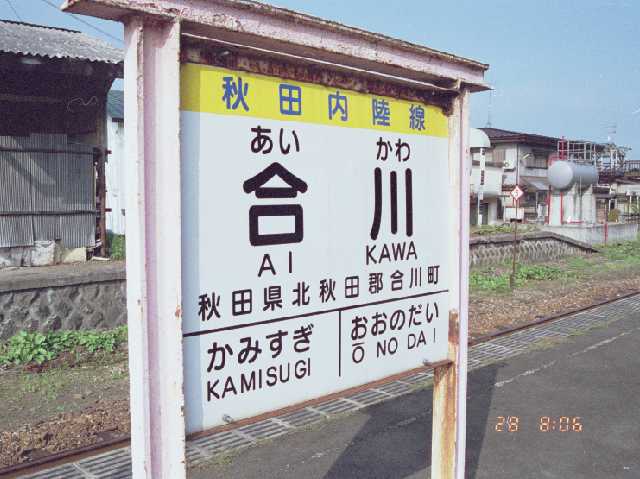 秋田内陸線
あい かわ
合 川
AI KAWA
秋田県北秋田郡合川町
かみすぎ
KAMISUGI
おおのだい
ŌNODAI
28 8:06